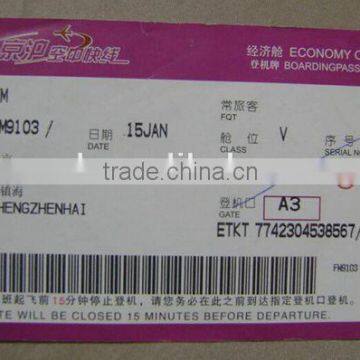 京沪空中快线
经济舱 ECONOMY C
登机牌 BOARDINGPASS
M
M9103 / 日期 DATE 15JAN
常旅客 FQT
舱位 CLASS V
序号 SERIAL NO
trade.china.com
镇海
HENGZHENHAI
登机口 GATE A3
ETKT 7742304538567/
FM9103
班起飞前15分钟停止登机，请您务必在此之前到达指定登机口登机。
TE WILL BE CLOSED 15 MINUTES BEFORE DEPARTURE.